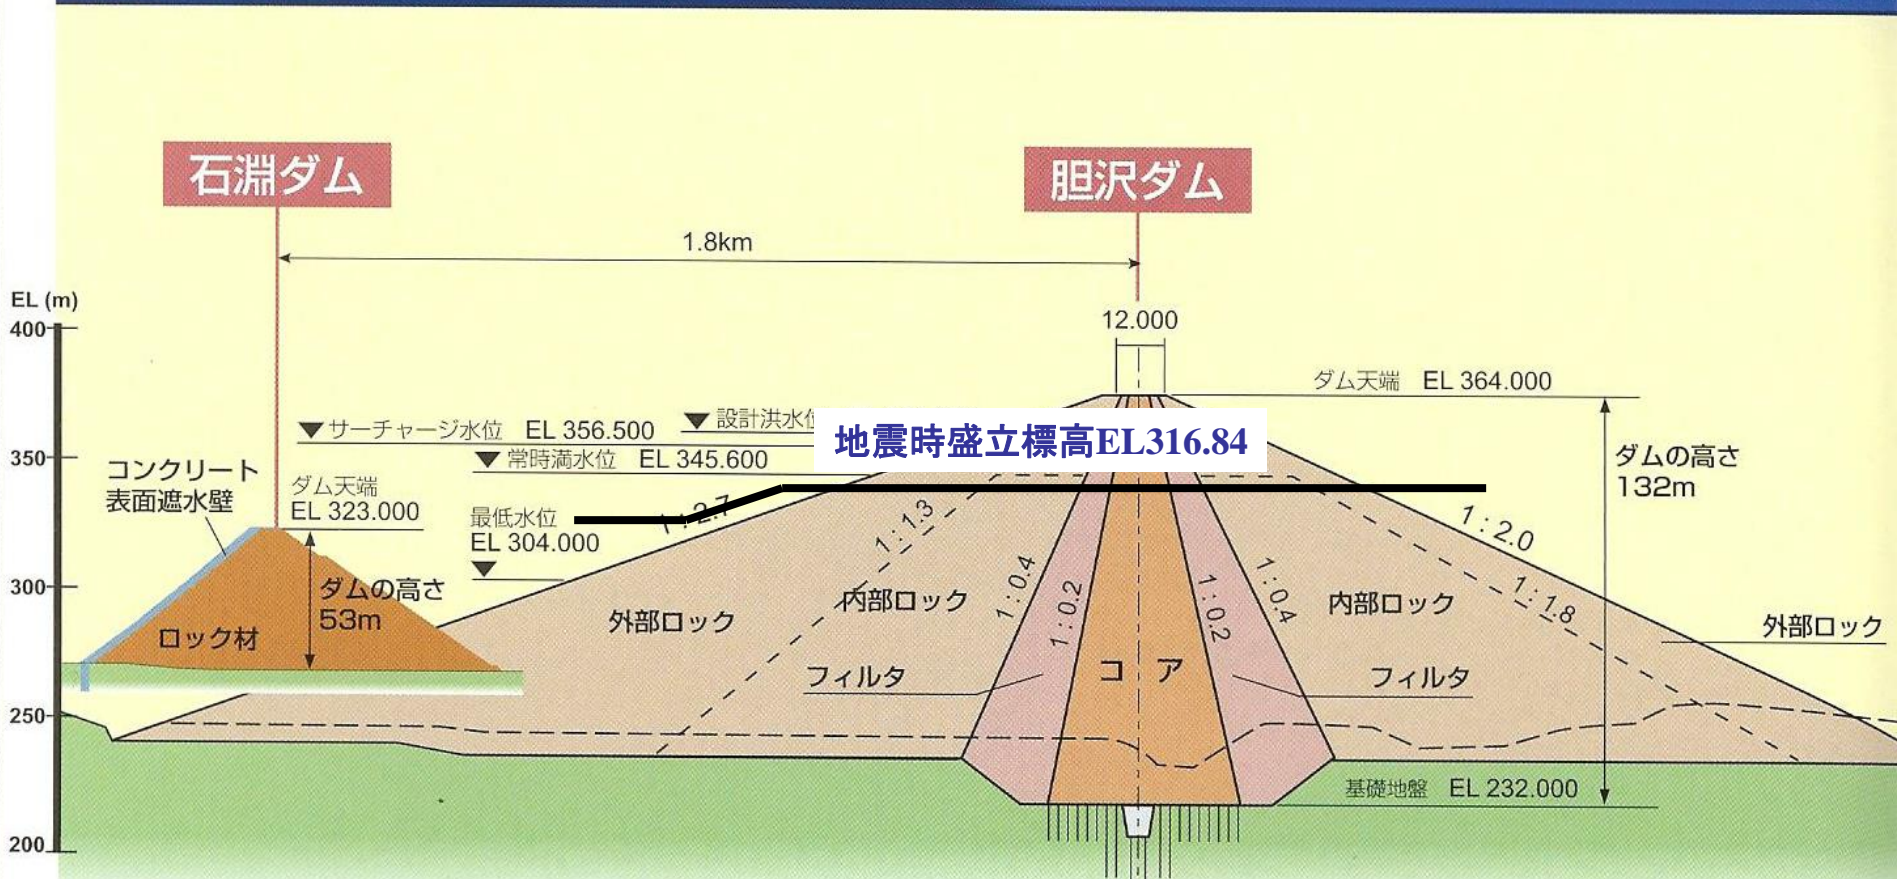 石淵ダム
胆沢ダム
1.8km
EL (m)
400
350
300
250
200
12.000
ダム天端 EL 364.000
サーチャージ水位 EL 356.500
設計洪水位
常時満水位 EL 345.600
地震時盛立標高EL316.84
コンクリート
表面遮水壁
ダム天端
EL 323.000
最低水位
EL 304.000
ダムの高さ
53m
ロック材
ダムの高さ
132m
1:2.7
1:1.3
1:0.4
1:0.2
1:0.2
1:0.4
1:2.0
1:1.8
外部ロック
内部ロック
内部ロック
外部ロック
フィルタ
コア
フィルタ
基礎地盤 EL 232.000